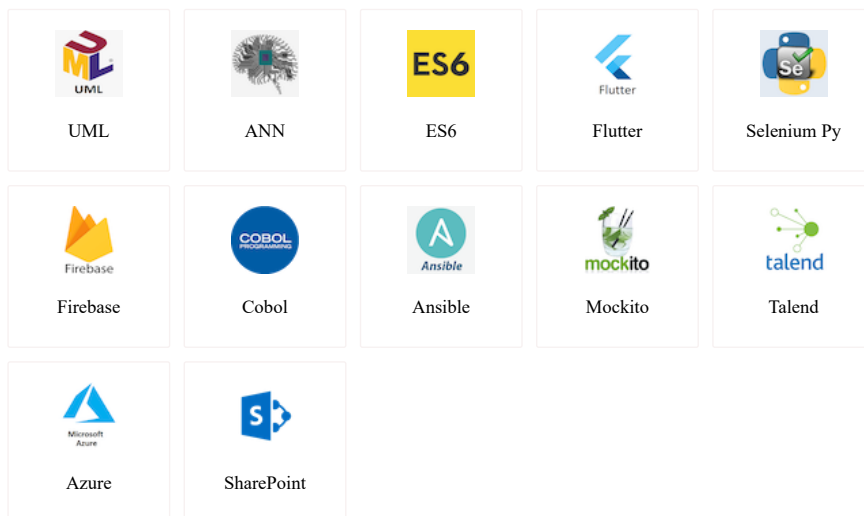 UML
UML
ANN
ES6
ES6
Flutter
Flutter
Se
Selenium Py
Firebase
Firebase
COBOL
PROGRAMMING
Cobol
A
Ansible
Ansible
mockito
Mockito
talend
Talend
Microsoft
Azure
Azure
S
SharePoint